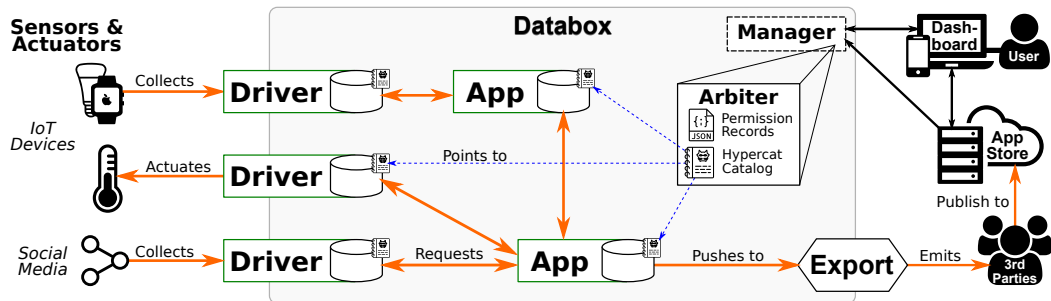 Sensors &
Actuators
Databox
Manager
Dash-
board
User
Collects
Driver
App
Arbiter
{;}
JSON
Permission
Records
Hypercat
Catalog
IoT
Devices
App
Store
Actuates
Driver
Points to
Publish to
Social
Media
Collects
Driver
Requests
App
Pushes to
Export
Emits
3rd
Parties